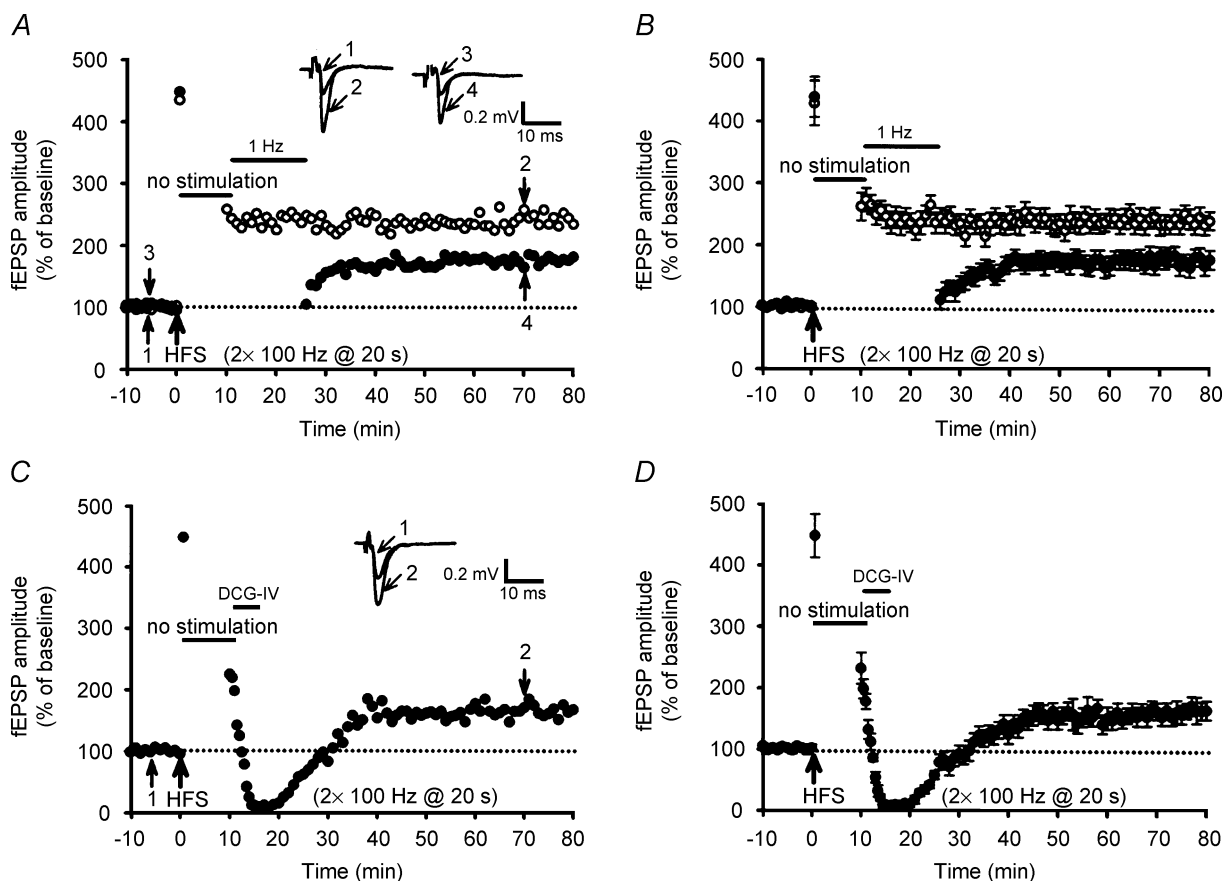 A
fEPSP amplitude
(% of baseline)
500
400
300
200
100
0
1
2
3
4
0.2 mV
10 ms
1 Hz
no stimulation
2
3
1
HFS
(2× 100 Hz @ 20 s)
4
-10 0 10 20 30 40 50 60 70 80
Time (min)
B
fEPSP amplitude
(% of baseline)
500
400
300
200
100
0
1 Hz
no stimulation
HFS
(2× 100 Hz @ 20 s)
-10 0 10 20 30 40 50 60 70 80
Time (min)
C
fEPSP amplitude
(% of baseline)
500
400
300
200
100
0
1
2
0.2 mV
10 ms
DCG-IV
no stimulation
2
1
HFS
(2× 100 Hz @ 20 s)
-10 0 10 20 30 40 50 60 70 80
Time (min)
D
fEPSP amplitude
(% of baseline)
500
400
300
200
100
0
DCG-IV
no stimulation
HFS
(2× 100 Hz @ 20 s)
-10 0 10 20 30 40 50 60 70 80
Time (min)